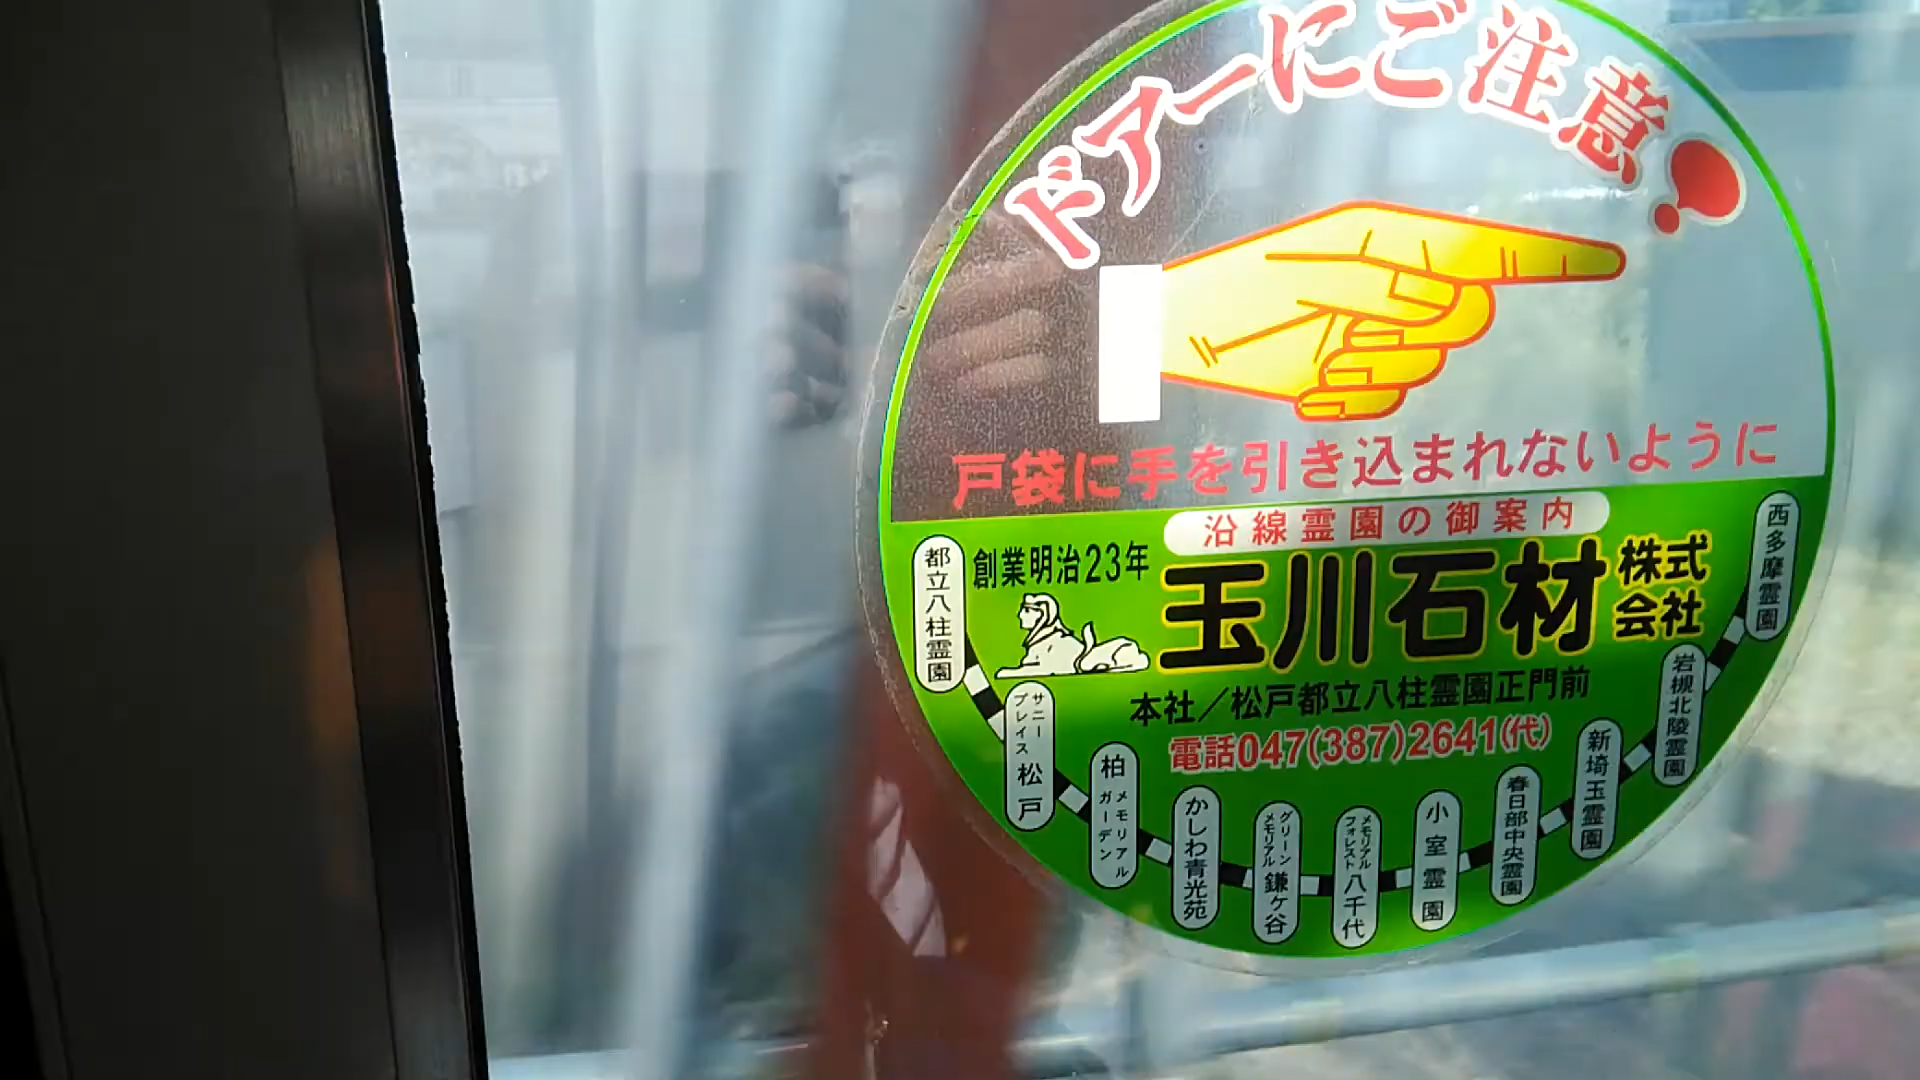 ドアーにご注意
戸袋に手を引き込まれないように
沿線霊園の御案内
創業明治23年
玉川石材株式会社
本社/松戸都立八柱霊園正門前
電話047(387)2641(代)
都立八柱霊園
サニープレイス松戸
柏メモリアルガーデン
かしわ青光苑
グリーンメモリアル鎌ヶ谷
メモリアルフォレスト八千代
小室霊園
春日部中央霊園
新埼玉霊園
岩槻北陵霊園
西多摩霊園